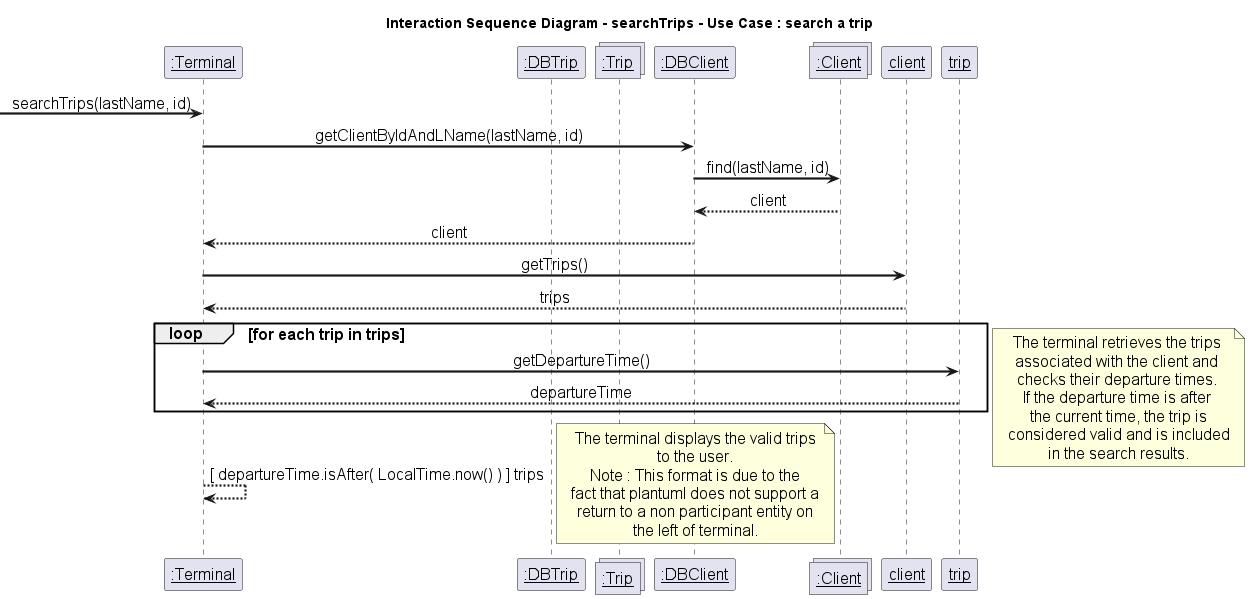 Interaction Sequence Diagram - searchTrips - Use Case : search a trip
:Terminal
:DBTrip
:Trip
:DBClient
:Client
client
trip
searchTrips(lastName, id)
getClientByIdAndLName(lastName, id)
find(lastName, id)
client
client
getTrips()
trips
loop
[for each trip in trips]
getDepartureTime()
departureTime
The terminal retrieves the trips
associated with the client and
checks their departure times.
If the departure time is after
the current time, the trip is
considered valid and is included
in the search results.
[ departureTime.isAfter( LocalTime.now() ) ] trips
The terminal displays the valid trips
to the user.
Note : This format is due to the
fact that plantuml does not support a
return to a non participant entity on
the left of terminal.
:Terminal
:DBTrip
:Trip
:DBClient
:Client
client
trip